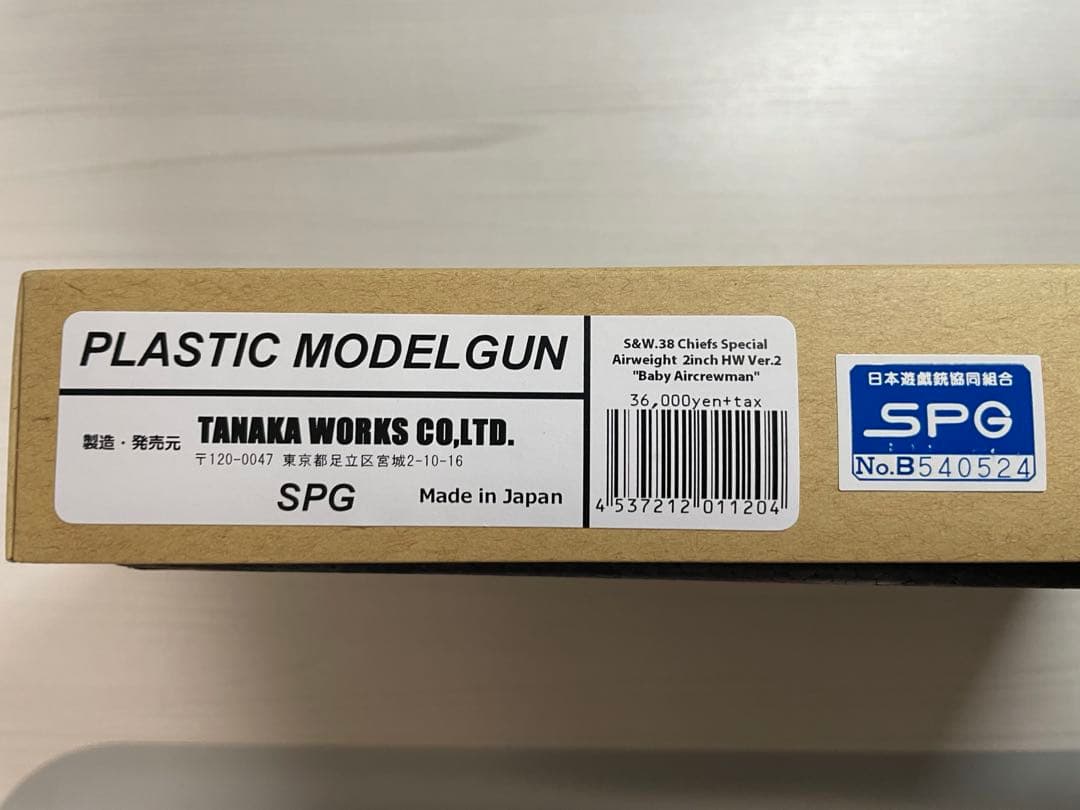 PLASTIC MODELGUN
製造・発売元 TANAKA WORKS CO,LTD.
〒120-0047 東京都足立区宮城2-10-16
SPG Made in Japan
S&W.38 Chiefs Special
Airweight 2inch HW Ver.2
"Baby Aircrewman"
36,000yen+tax
4 537212 011204
日本遊戯銃協同組合
SPG
No.B540524